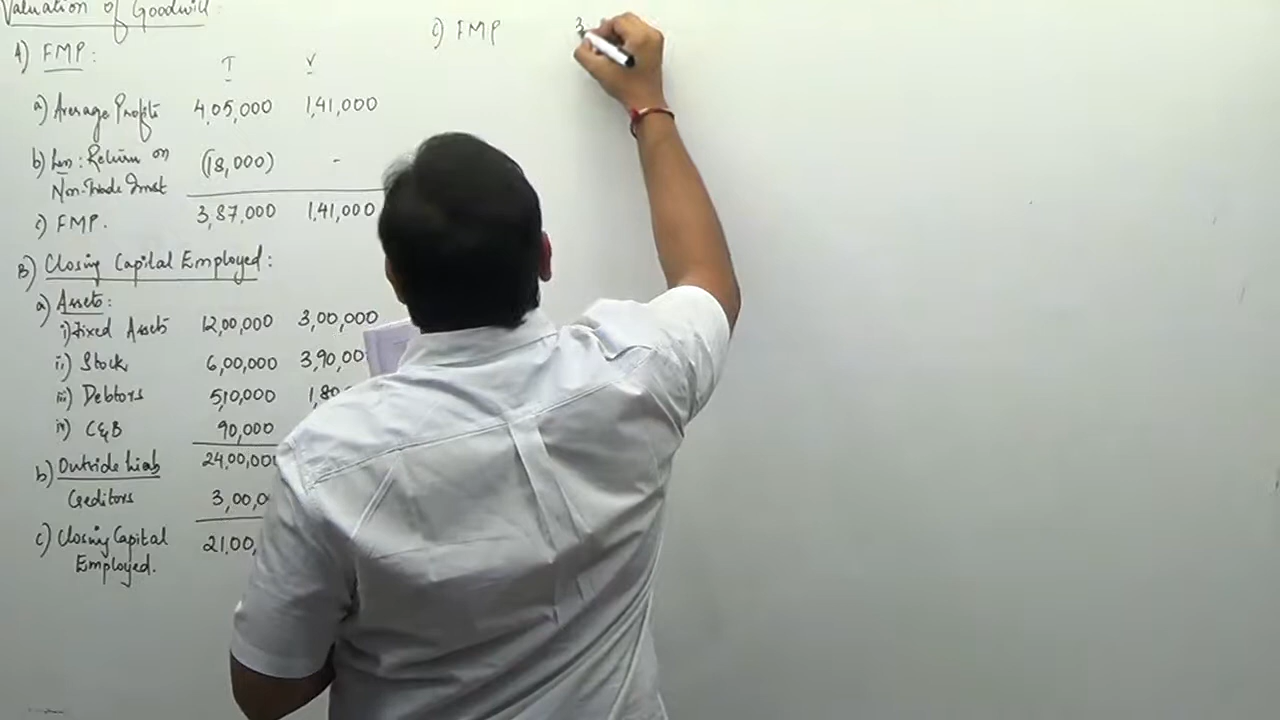 Valuation of Goodwill:
A) FMP:
T V
a) Average Profits 4,05,000 1,41,000
b) Less: Return on (18,000) -
Non-Trade Invst
c) FMP. 3,87,000 1,41,000
B) Closing Capital Employed:
a) Assets:
i) Fixed Assets 12,00,000 3,00,000
ii) Stock 6,00,000 3,90,00
iii) Debtors 5,10,000 1,80
iv) C&B 90,000
24,00,000
b) Outside Liab
Creditors 3,00,0
c) Closing Capital 21,00,
Employed.
c) FMP 3